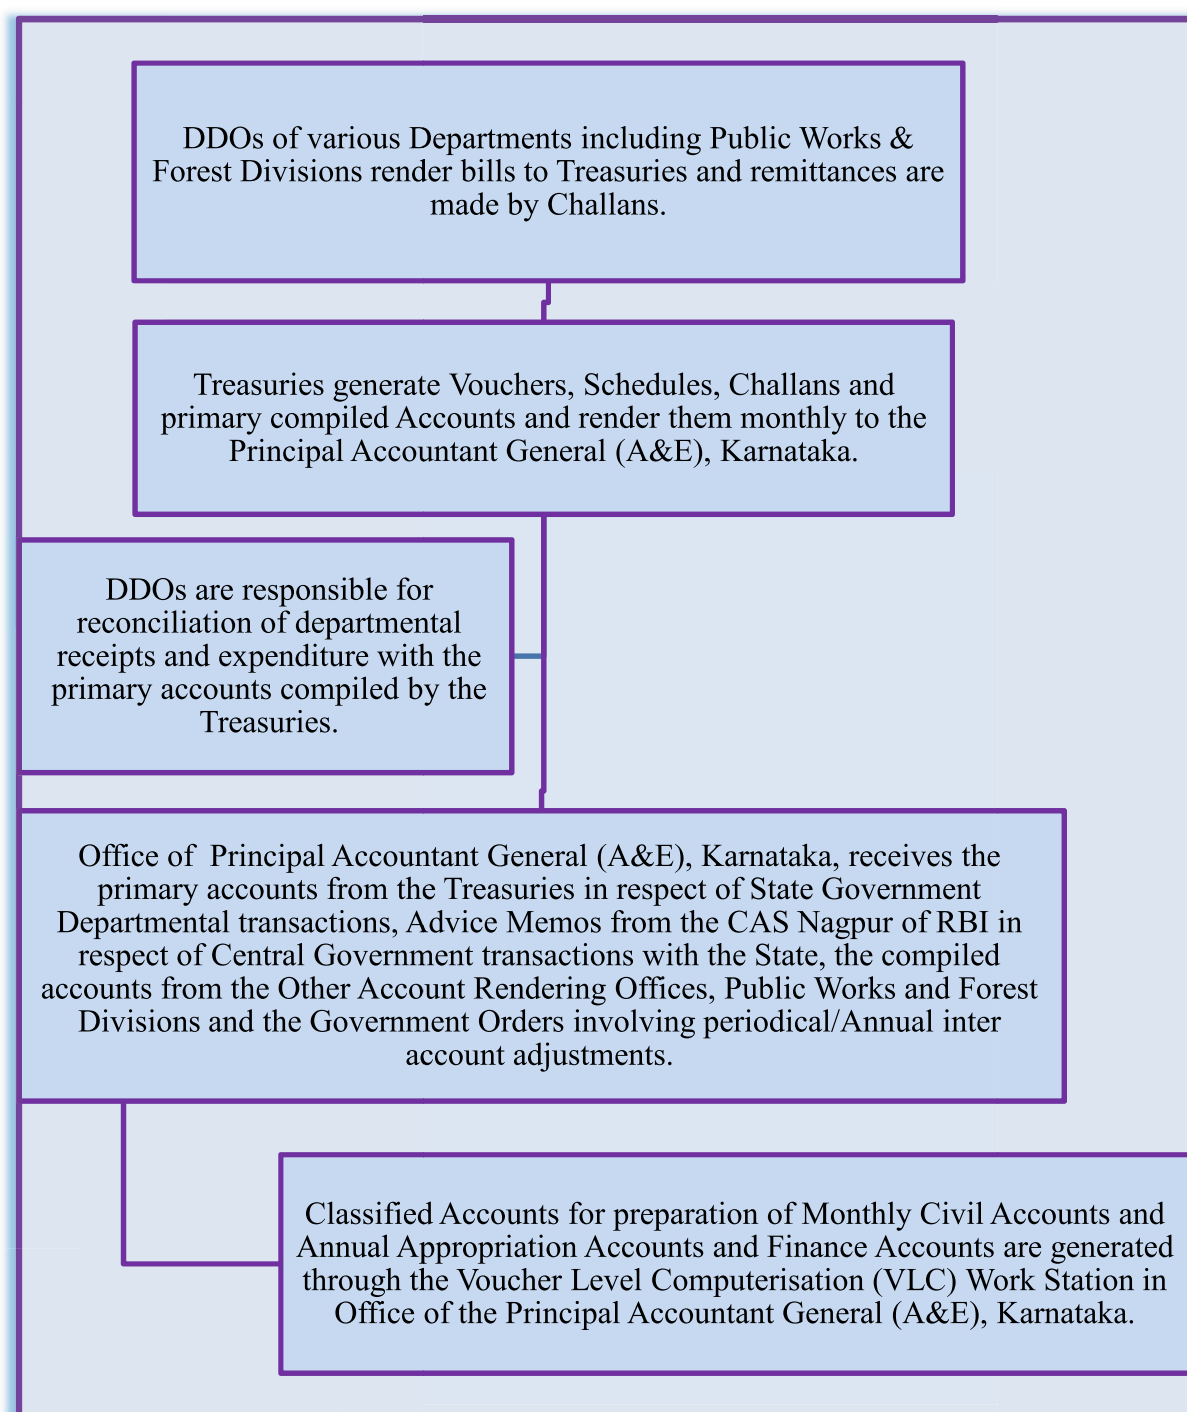 DDOs of various Departments including Public Works &
Forest Divisions render bills to Treasuries and remittances are
made by Challans.
Treasuries generate Vouchers, Schedules, Challans and
primary compiled Accounts and render them monthly to the
Principal Accountant General (A&E), Karnataka.
DDOs are responsible for
reconciliation of departmental
receipts and expenditure with the
primary accounts compiled by the
Treasuries.
Office of  Principal Accountant General (A&E), Karnataka, receives the
primary accounts from the Treasuries in respect of State Government
Departmental transactions, Advice Memos from the CAS Nagpur of RBI in
respect of Central Government transactions with the State, the compiled
accounts from the Other Account Rendering Offices, Public Works and Forest
Divisions and the Government Orders involving periodical/Annual inter
account adjustments.
Classified Accounts for preparation of Monthly Civil Accounts and
Annual Appropriation Accounts and Finance Accounts are generated
through the Voucher Level Computerisation (VLC) Work Station in
Office of the Principal Accountant General (A&E), Karnataka.